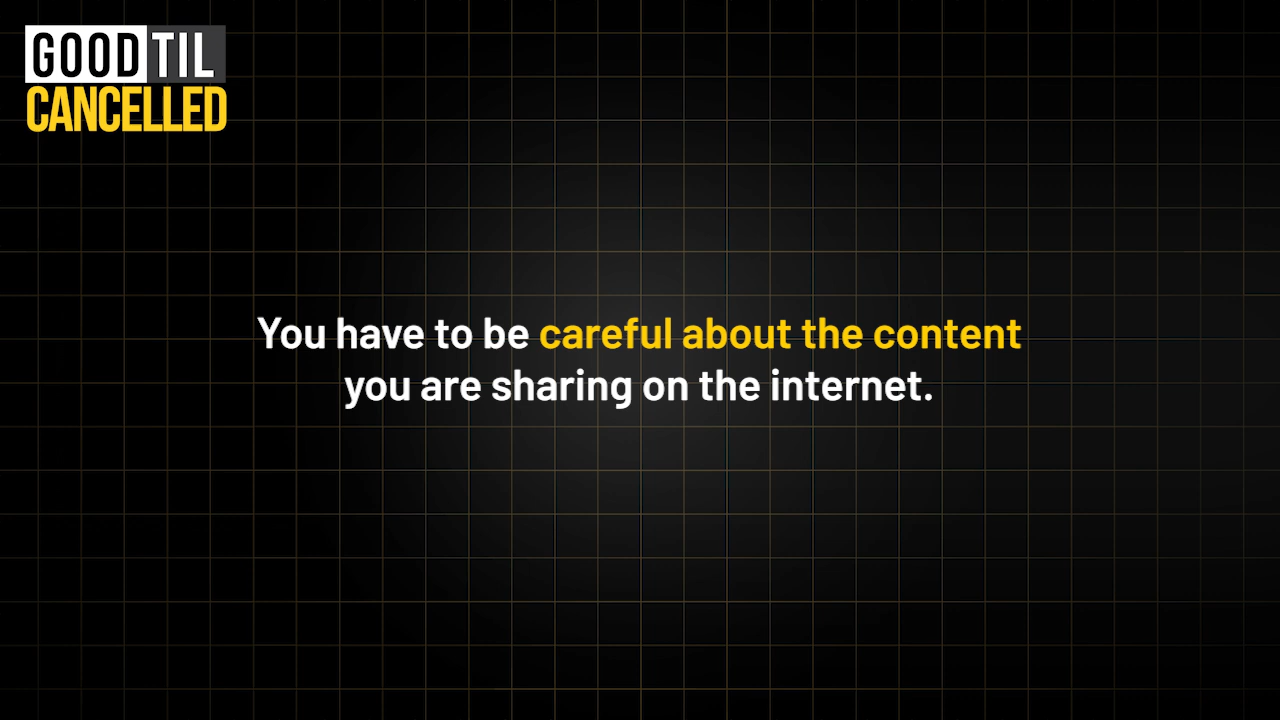 GOOD TIL
CANCELLED
You have to be careful about the content
you are sharing on the internet.